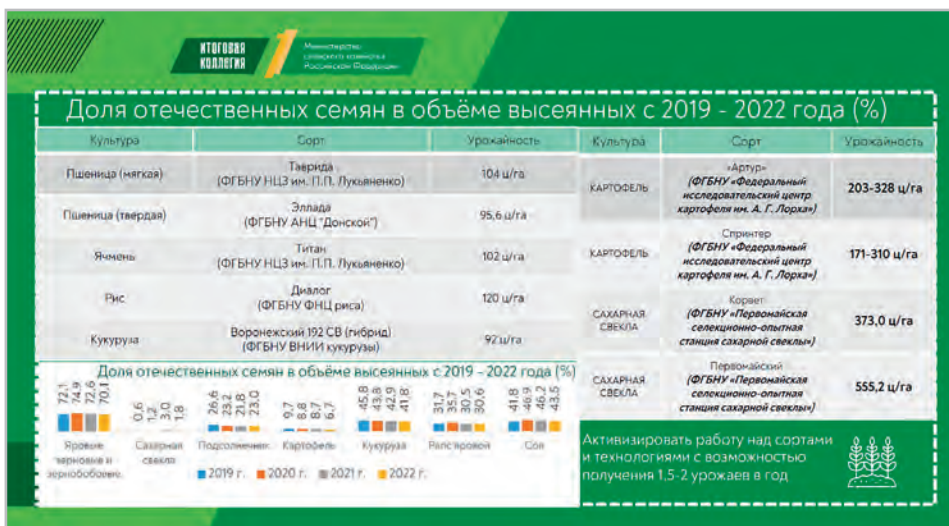 ИТОГОВАЯ
КОЛЛЕГИЯ
Министерство
сельского хозяйства
Российской Федерации
Доля отечественных семян в объёме высеянных с 2019 - 2022 года (%)
Культура Сорт Урожайность
Пшеница (мягкая) Таврида
(ФГБНУ НЦЗ им. П.П. Лукьяненко) 104 ц/га
Пшеница (твердая) Эллада
(ФГБНУ АНЦ "Донской") 95,6 ц/га
Ячмень Титан
(ФГБНУ НЦЗ им. П.П. Лукьяненко) 102 ц/га
Рис Диалог
(ФГБНУ ФНЦ риса) 120 ц/га
Кукуруза Воронежский 192 СВ (гибрид)
(ФГБНУ ВНИИ кукурузы) 92 ц/га
Культура Сорт Урожайность
КАРТОФЕЛЬ «Артур»
(ФГБНУ «Федеральный
исследовательский центр
картофеля им. А. Г. Лорха») 203-328 ц/га
КАРТОФЕЛЬ Спринтер
(ФГБНУ «Федеральный
исследовательский центр
картофеля им. А. Г. Лорха») 171-310 ц/га
САХАРНАЯ
СВЕКЛА Корвет
(ФГБНУ «Первомайская
селекционно-опытная
станция сахарной свеклы») 373,0 ц/га
САХАРНАЯ
СВЕКЛА Первомайский
(ФГБНУ «Первомайская
селекционно-опытная
станция сахарной свеклы») 555,2 ц/га
Доля отечественных семян в объёме высеянных с 2019 - 2022 года (%)
72,1 74,9 72,6 70,1
0,6 1,2 3,0 1,8
26,6 23,2 21,8 23,0
9,7 8,8 8,7 6,7
45,8 43,8 42,9 41,8
31,7 35,7 30,5 30,6
41,8 46,9 46,2 43,5
Яровые
зерновые и
зернобобовые
Сахарная
свекла
Подсолнечник
Картофель
Кукуруза
Рапс яровой
Соя
2019 г. 2020 г. 2021 г. 2022 г.
Активизировать работу над сортами
и технологиями с возможностью
получения 1,5-2 урожаев в год